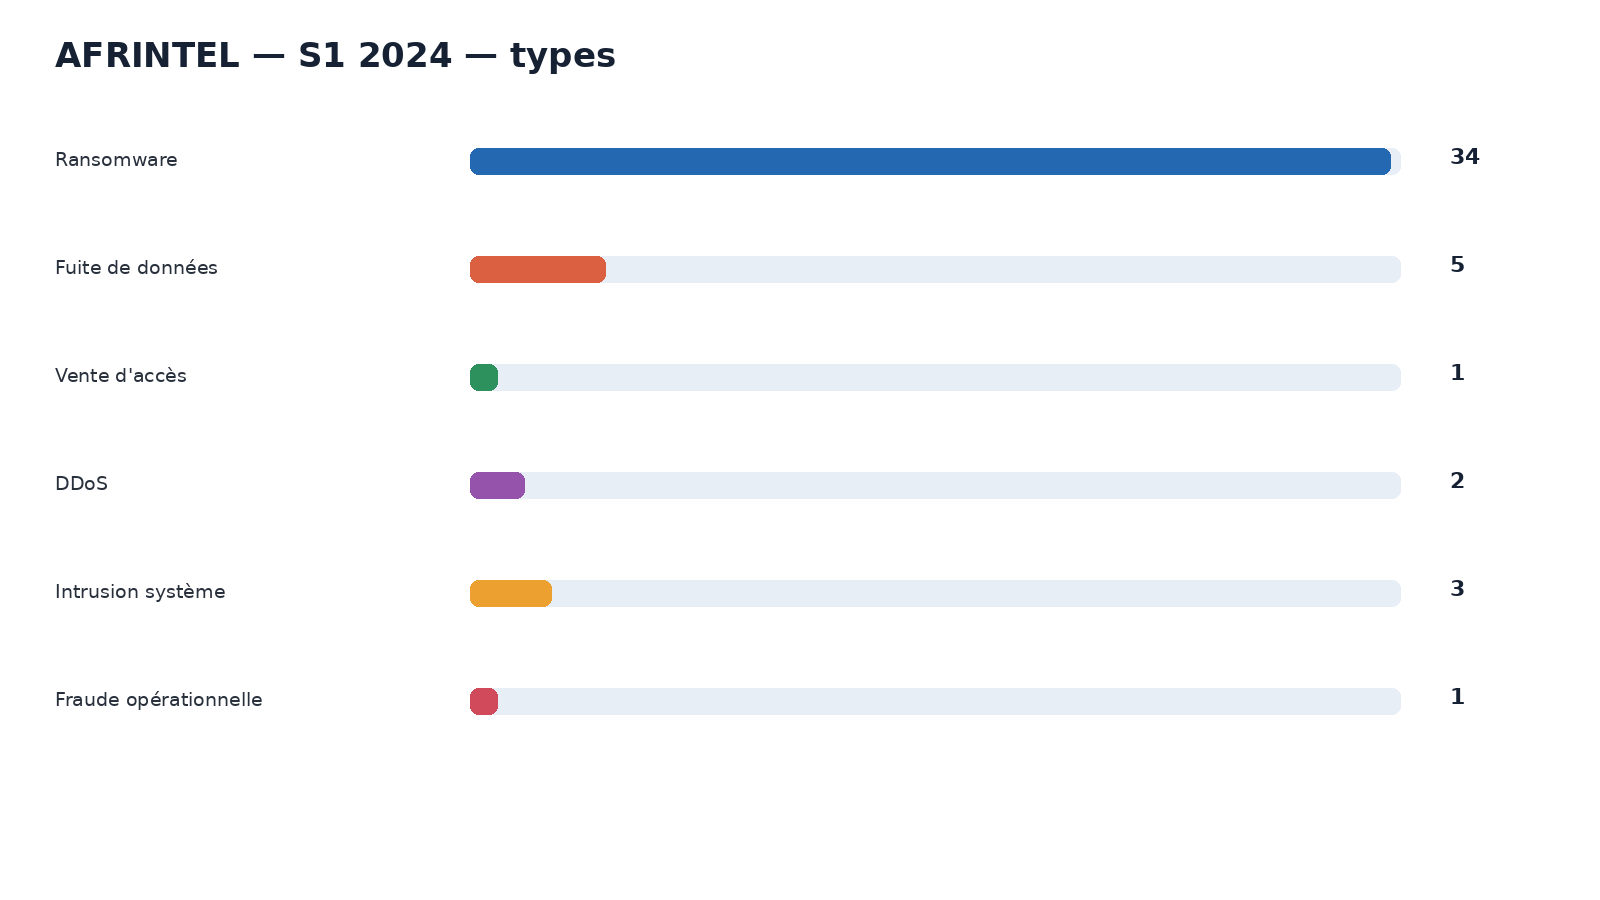 AFRINTEL — S1 2024 — types
Ransomware 34
Fuite de données 5
Vente d'accès 1
DDoS 2
Intrusion système 3
Fraude opérationnelle 1